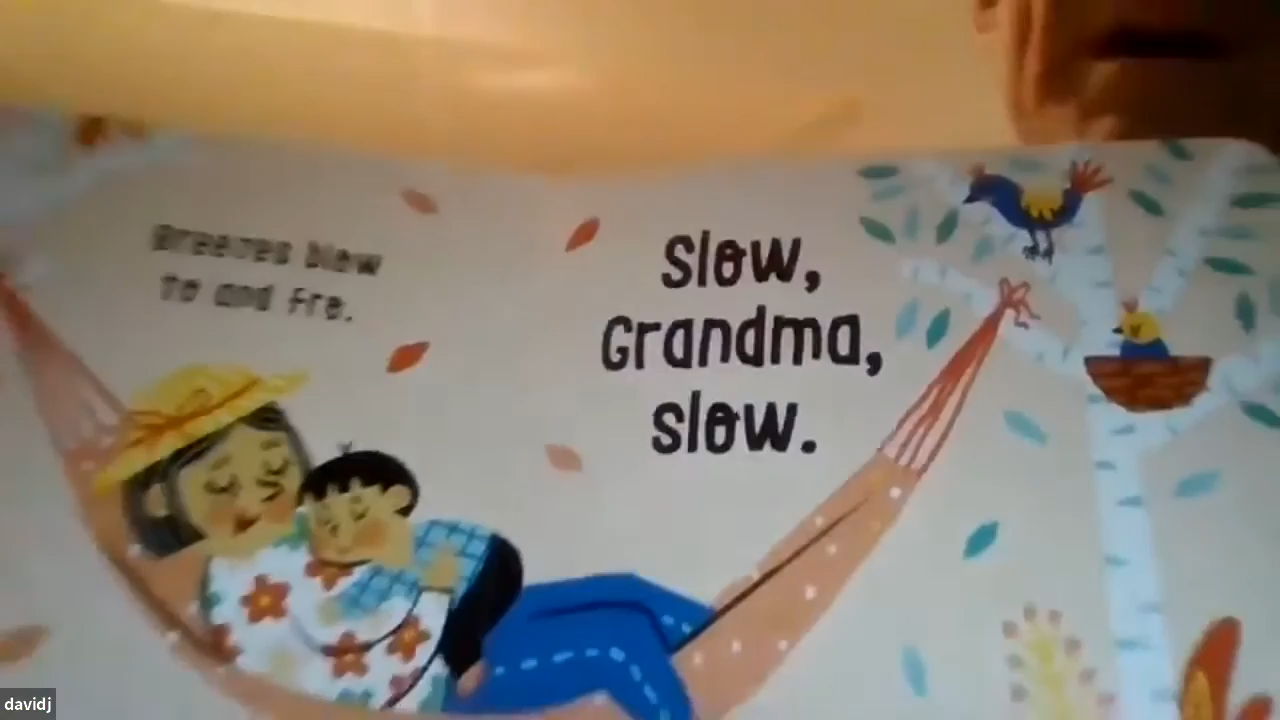 Breezes blow
to and fro.
Slow,
Grandma,
slow.
davidj